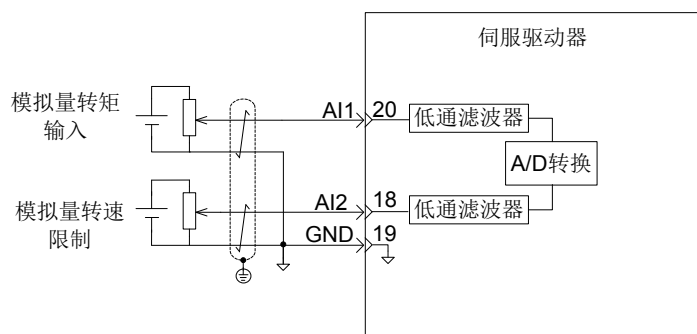 伺服驱动器
模拟量转矩
输入
AI1
20
低通滤波器
A/D转换
模拟量转速
限制
AI2
18
低通滤波器
GND
19